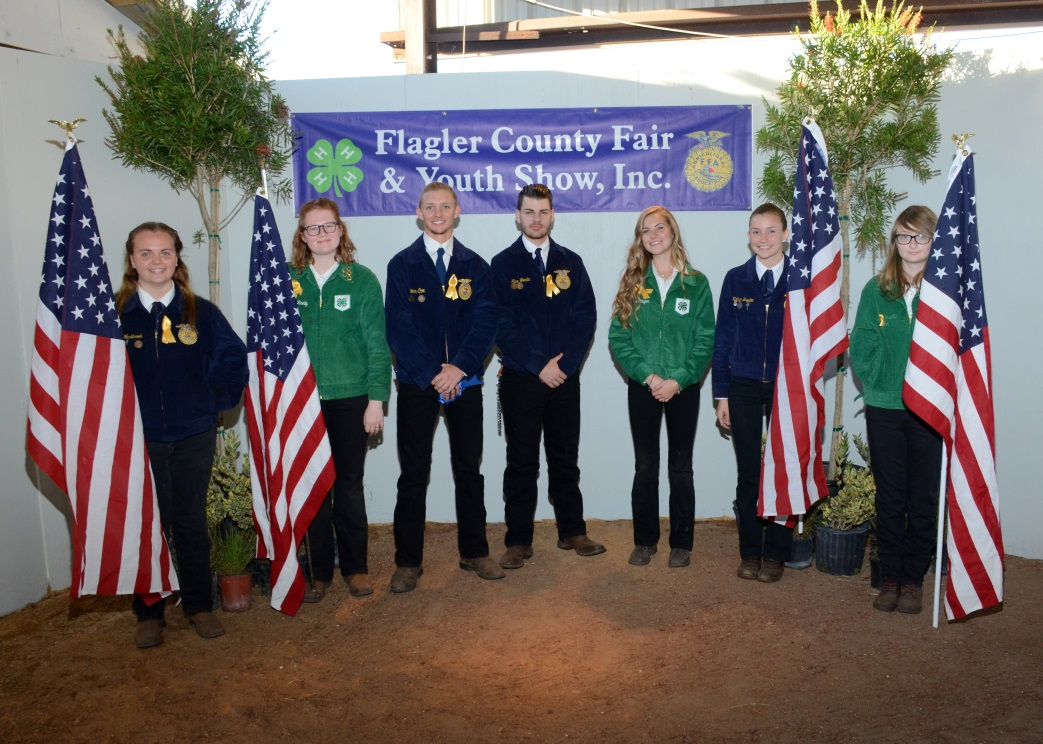 Flagler County Fair
& Youth Show, Inc.
H H
H H
FFA